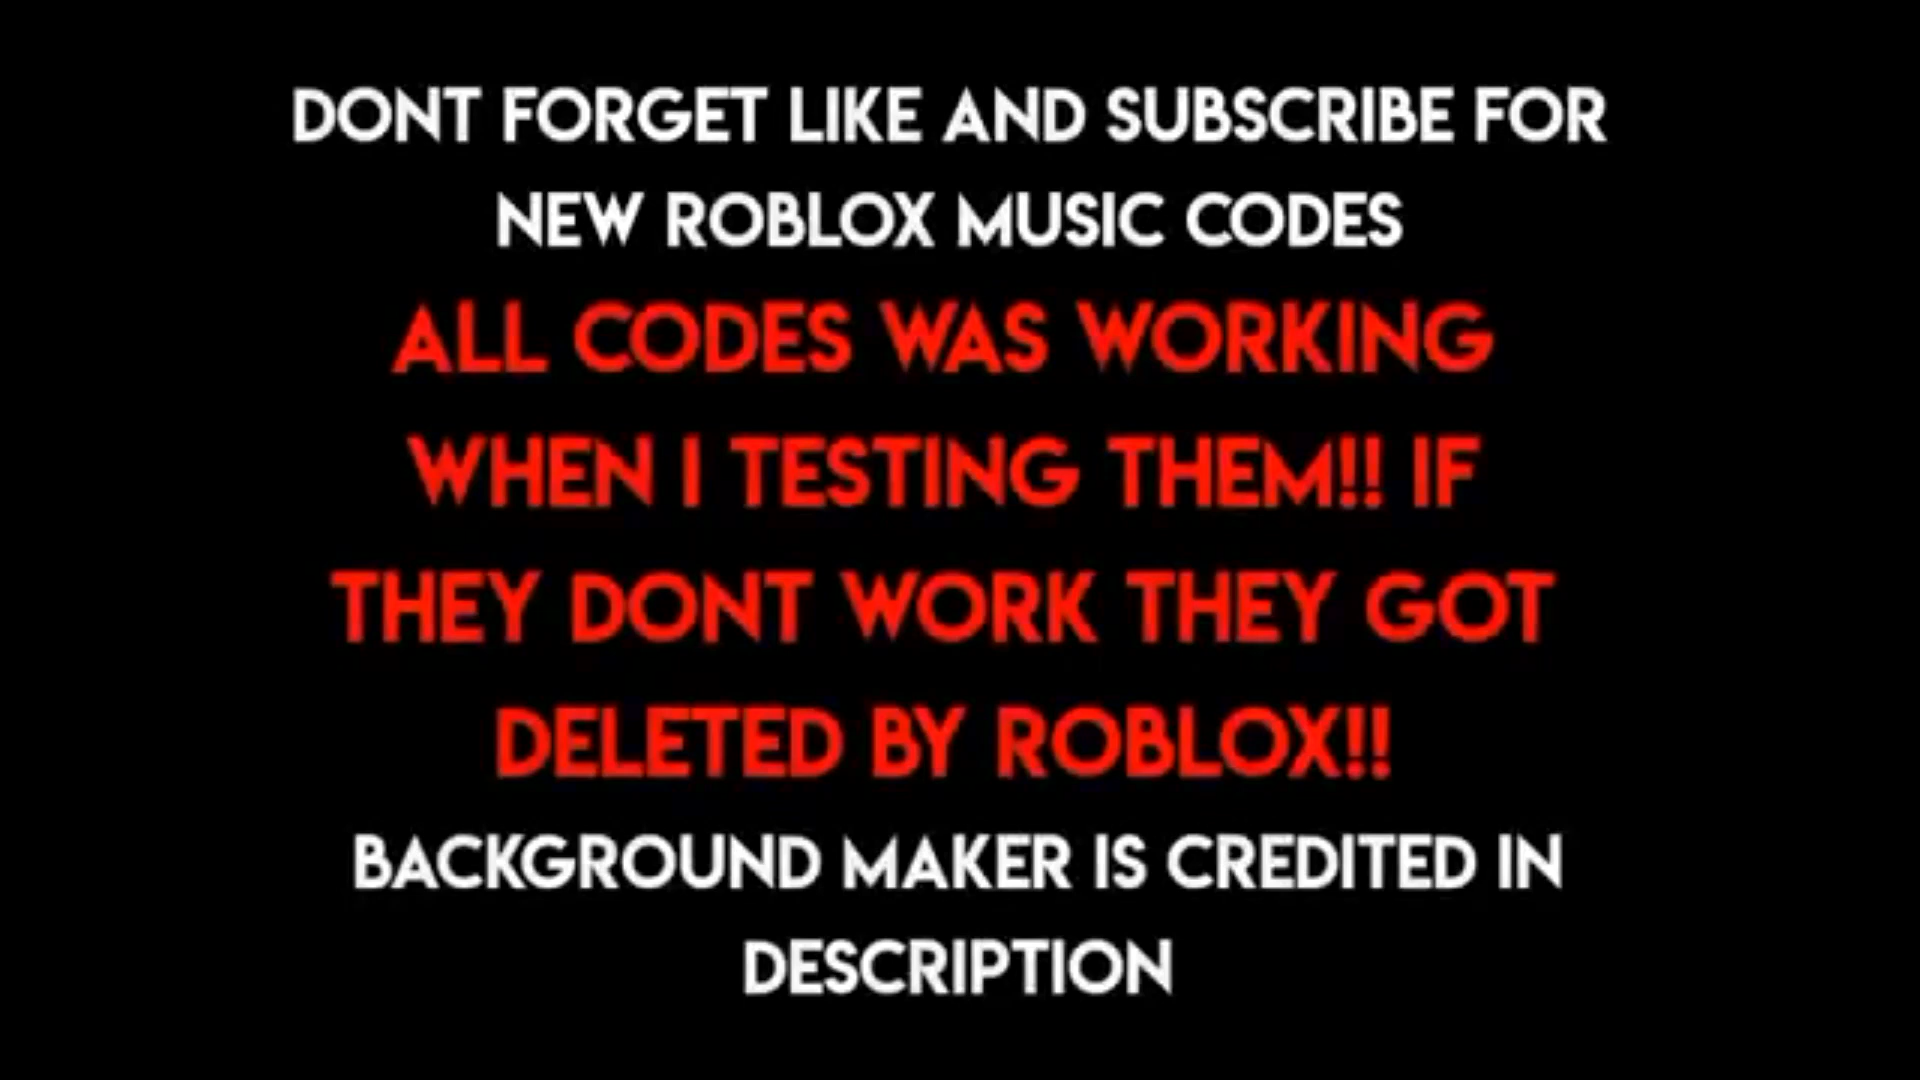 DONT FORGET LIKE AND SUBSCRIBE FOR
NEW ROBLOX MUSIC CODES
ALL CODES WAS WORKING
WHEN I TESTING THEM!! IF
THEY DONT WORK THEY GOT
DELETED BY ROBLOX!!
BACKGROUND MAKER IS CREDITED IN
DESCRIPTION